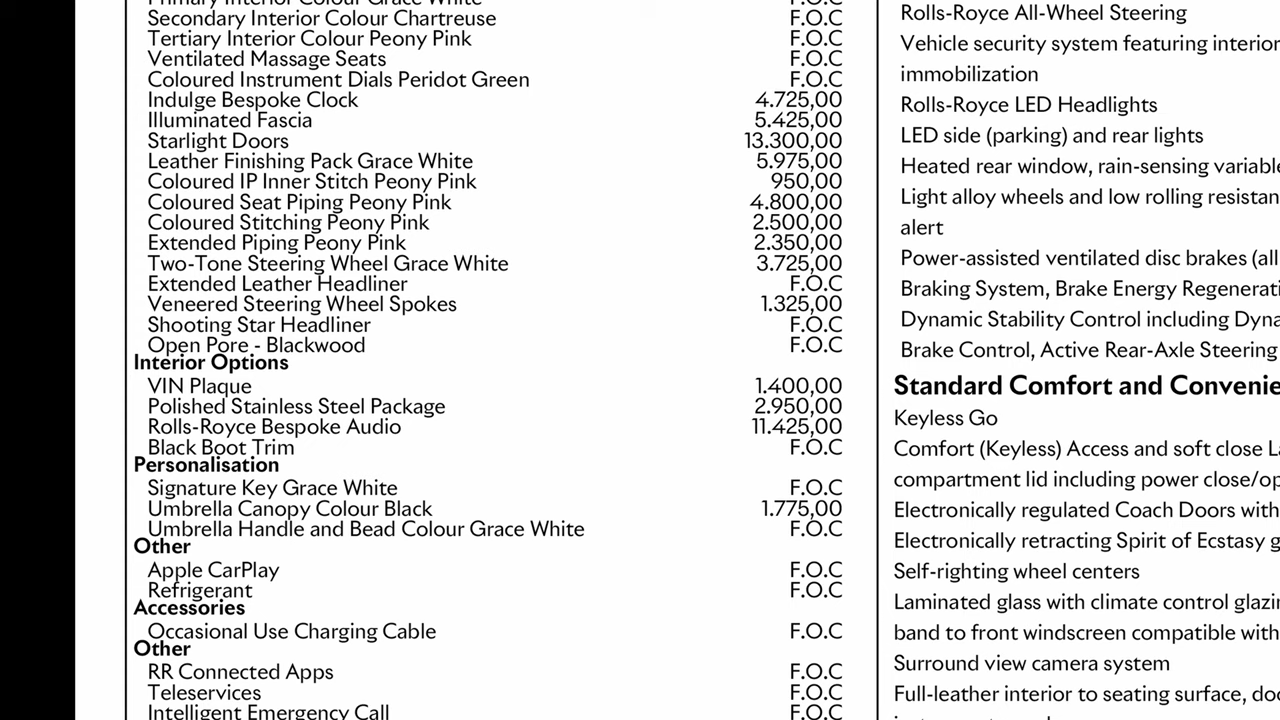 Primary Interior Colour Grace White F.O.C
Secondary Interior Colour Chartreuse F.O.C
Tertiary Interior Colour Peony Pink F.O.C
Ventilated Massage Seats F.O.C
Coloured Instrument Dials Peridot Green F.O.C
Indulge Bespoke Clock 4.725,00
Illuminated Fascia 5.425,00
Starlight Doors 13.300,00
Leather Finishing Pack Grace White 5.975,00
Coloured IP Inner Stitch Peony Pink 950,00
Coloured Seat Piping Peony Pink 4.800,00
Coloured Stitching Peony Pink 2.500,00
Extended Piping Peony Pink 2.350,00
Two-Tone Steering Wheel Grace White 3.725,00
Extended Leather Headliner F.O.C
Veneered Steering Wheel Spokes 1.325,00
Shooting Star Headliner F.O.C
Open Pore - Blackwood F.O.C
Interior Options
VIN Plaque 1.400,00
Polished Stainless Steel Package 2.950,00
Rolls-Royce Bespoke Audio 11.425,00
Black Boot Trim F.O.C
Personalisation
Signature Key Grace White F.O.C
Umbrella Canopy Colour Black 1.775,00
Umbrella Handle and Bead Colour Grace White F.O.C
Other
Apple CarPlay F.O.C
Refrigerant F.O.C
Accessories
Occasional Use Charging Cable F.O.C
Other
RR Connected Apps F.O.C
Teleservices F.O.C
Intelligent Emergency Call F.O.C
Rolls-Royce All-Wheel Steering
Vehicle security system featuring interior
immobilization
Rolls-Royce LED Headlights
LED side (parking) and rear lights
Heated rear window, rain-sensing variable
Light alloy wheels and low rolling resistan
alert
Power-assisted ventilated disc brakes (all
Braking System, Brake Energy Regenerati
Dynamic Stability Control including Dyna
Brake Control, Active Rear-Axle Steering
Standard Comfort and Convenie
Keyless Go
Comfort (Keyless) Access and soft close La
compartment lid including power close/op
Electronically regulated Coach Doors with
Electronically retracting Spirit of Ecstasy g
Self-righting wheel centers
Laminated glass with climate control glazin
band to front windscreen compatible with
Surround view camera system
Full-leather interior to seating surface, doo